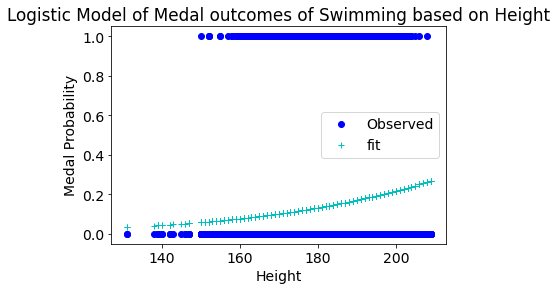 Logistic Model of Medal outcomes of Swimming based on Height
1.0
0.8
0.6
0.4
0.2
0.0
Medal Probability
Observed
fit
140
160
180
200
Height